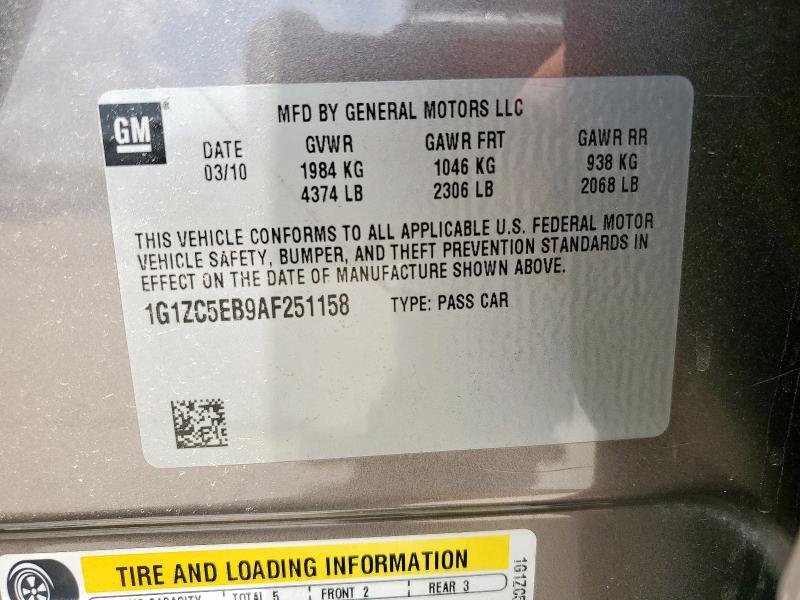 MFD BY GENERAL MOTORS LLC
GM
DATE GVWR GAWR FRT GAWR RR
03/10 1984 KG 1046 KG 938 KG
4374 LB 2306 LB 2068 LB
THIS VEHICLE CONFORMS TO ALL APPLICABLE U.S. FEDERAL MOTOR
VEHICLE SAFETY, BUMPER, AND THEFT PREVENTION STANDARDS IN
EFFECT ON THE DATE OF MANUFACTURE SHOWN ABOVE.
1G1ZC5EB9AF251158 TYPE: PASS CAR
TIRE AND LOADING INFORMATION
TOTAL 5 FRONT 2 REAR 3
1G1ZC5